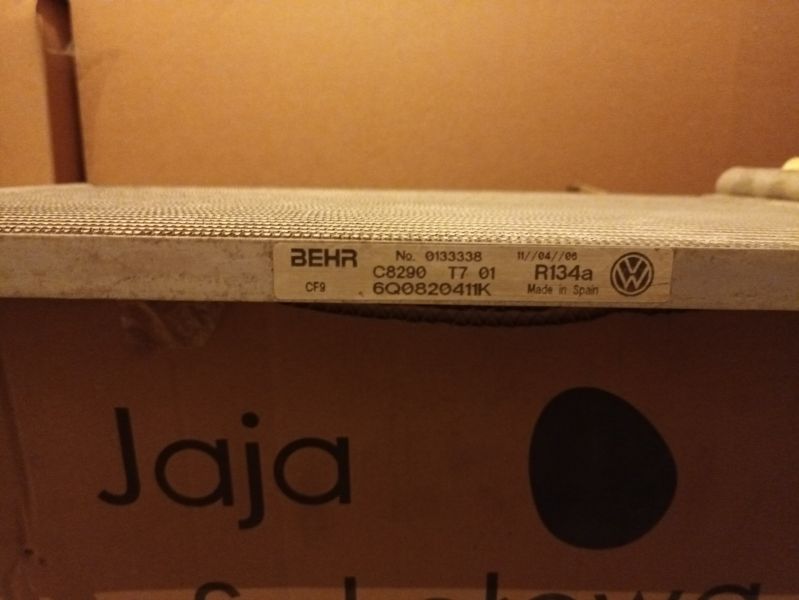 BEHR No. 0133338 11//04//06
C8290 T7 01 R134a
CF9 6Q0820411K Made in Spain
Jaja